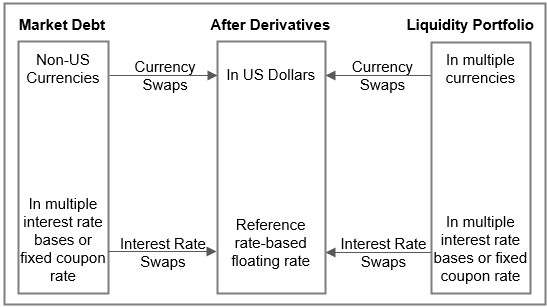 Market Debt
After Derivatives
Liquidity Portfolio
Non-US
Currencies
Currency
Swaps
In US Dollars
Currency
Swaps
In multiple
currencies
In multiple
interest rate
bases or
fixed coupon
rate
Interest Rate
Swaps
Reference
rate-based
floating rate
Interest Rate
Swaps
In multiple
interest rate
bases or fixed
coupon rate